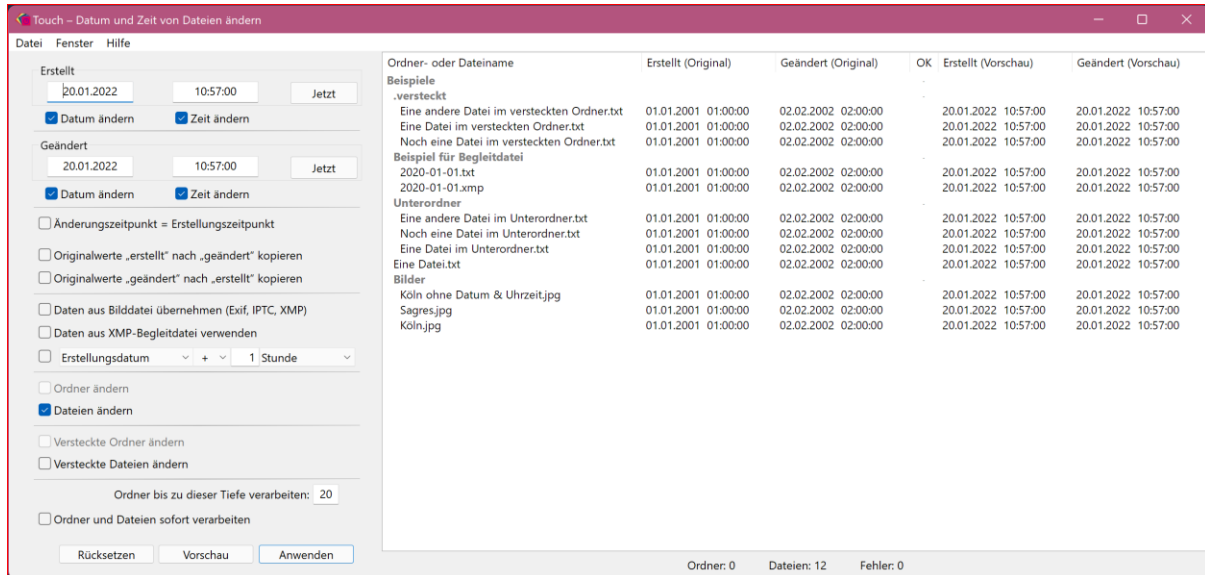 Touch – Datum und Zeit von Dateien ändern
Datei Fenster Hilfe
Erstellt
20.01.2022 10:57:00 Jetzt
Datum ändern Zeit ändern
Geändert
20.01.2022 10:57:00 Jetzt
Datum ändern Zeit ändern
Änderungszeitpunkt = Erstellungszeitpunkt
Originalwerte „erstellt“ nach „geändert“ kopieren
Originalwerte „geändert“ nach „erstellt“ kopieren
Daten aus Bilddatei übernehmen (Exif, IPTC, XMP)
Daten aus XMP-Begleitdatei verwenden
Erstellungsdatum + 1 Stunde
Ordner ändern
Dateien ändern
Versteckte Ordner ändern
Versteckte Dateien ändern
Ordner bis zu dieser Tiefe verarbeiten: 20
Ordner und Dateien sofort verarbeiten
Rücksetzen Vorschau Anwenden
Ordner- oder Dateiname Erstellt (Original) Geändert (Original) OK Erstellt (Vorschau) Geändert (Vorschau)
Beispiele
.versteckt
Eine andere Datei im versteckten Ordner.txt 01.01.2001 01:00:00 02.02.2002 02:00:00 20.01.2022 10:57:00 20.01.2022 10:57:00
Eine Datei im versteckten Ordner.txt 01.01.2001 01:00:00 02.02.2002 02:00:00 20.01.2022 10:57:00 20.01.2022 10:57:00
Noch eine Datei im versteckten Ordner.txt 01.01.2001 01:00:00 02.02.2002 02:00:00 20.01.2022 10:57:00 20.01.2022 10:57:00
Beispiel für Begleitdatei
2020-01-01.txt 01.01.2001 01:00:00 02.02.2002 02:00:00 20.01.2022 10:57:00 20.01.2022 10:57:00
2020-01-01.xmp 01.01.2001 01:00:00 02.02.2002 02:00:00 20.01.2022 10:57:00 20.01.2022 10:57:00
Unterordner
Eine andere Datei im Unterordner.txt 01.01.2001 01:00:00 02.02.2002 02:00:00 20.01.2022 10:57:00 20.01.2022 10:57:00
Noch eine Datei im Unterordner.txt 01.01.2001 01:00:00 02.02.2002 02:00:00 20.01.2022 10:57:00 20.01.2022 10:57:00
Eine Datei im Unterordner.txt 01.01.2001 01:00:00 02.02.2002 02:00:00 20.01.2022 10:57:00 20.01.2022 10:57:00
Eine Datei.txt 01.01.2001 01:00:00 02.02.2002 02:00:00 20.01.2022 10:57:00 20.01.2022 10:57:00
Bilder
Köln ohne Datum & Uhrzeit.jpg 01.01.2001 01:00:00 02.02.2002 02:00:00 20.01.2022 10:57:00 20.01.2022 10:57:00
Sagres.jpg 01.01.2001 01:00:00 02.02.2002 02:00:00 20.01.2022 10:57:00 20.01.2022 10:57:00
Köln.jpg 01.01.2001 01:00:00 02.02.2002 02:00:00 20.01.2022 10:57:00 20.01.2022 10:57:00
Ordner: 0 Dateien: 12 Fehler: 0